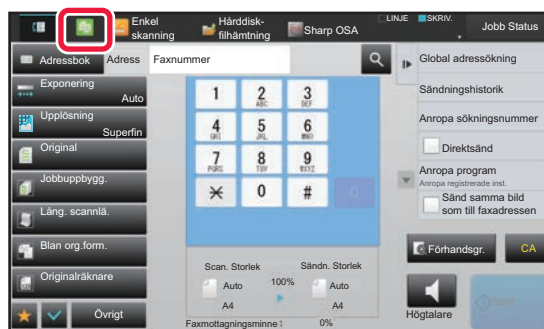 LINJE SKRIV.
Enkel
skanning
Hårddisk-
filhämtning
Sharp OSA
Jobb Status
Adressbok Adress Faxnummer
Exponering
Auto
Upplösning
Superfin
Original
Jobbuppbygg.
Lång. scannlä.
Blan org.form.
Originalräknare
Övrigt
1 2 3
ABC DEF
4 5 6
GHI JKL MNO
7 8 9
PQRS TUV WXYZ
0 # C
Scan. Storlek Sändn. Storlek
Auto 100% Auto
A4 A4
Faxmottagningsminne: 0%
Global adressökning
Sändningshistorik
Anropa sökningsnummer
Direktsänd
Anropa program
Anropa registrerade inst.
Sänd samma bild
som till faxadressen
Förhandsgr. CA
Högtalare
Start